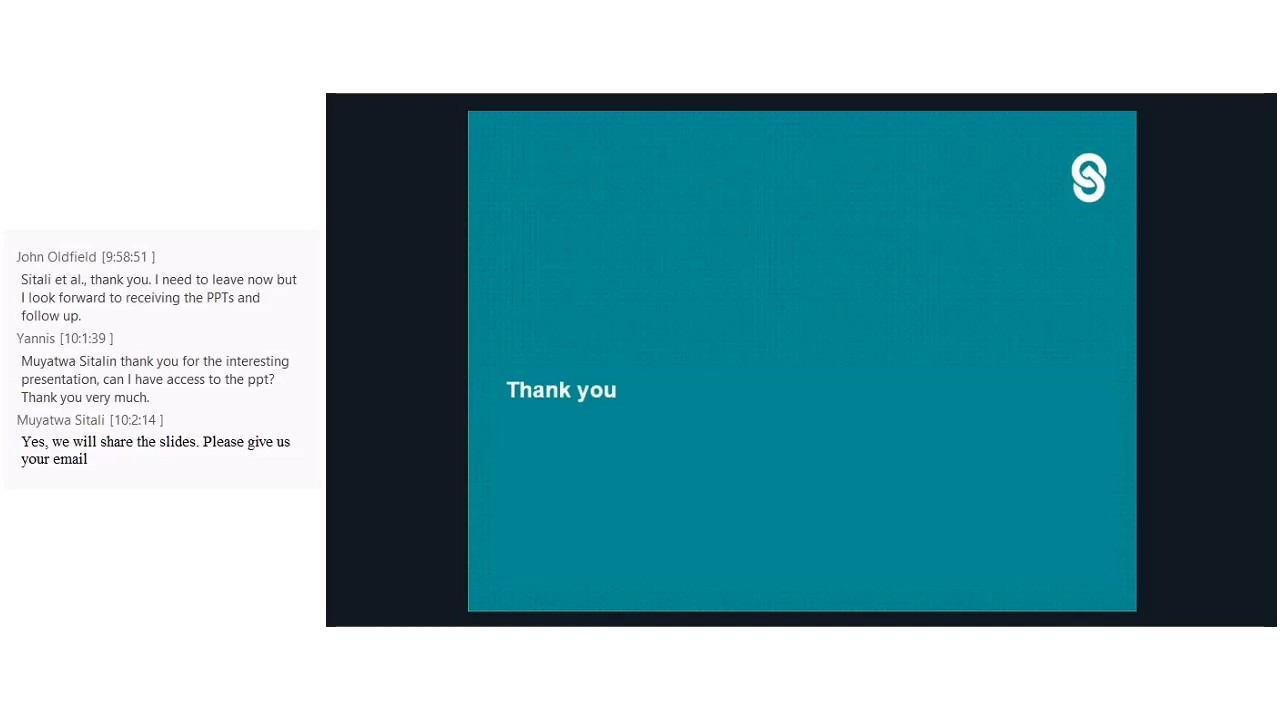 John Oldfield [9:58:51 ]
Sitali et al., thank you. I need to leave now but
I look forward to receiving the PPTs and
follow up.
Yannis [10:1:39 ]
Muyatwa Sitalin thank you for the interesting
presentation, can I have access to the ppt?
Thank you very much.
Muyatwa Sitali [10:2:14 ]
Yes, we will share the slides. Please give us
your email
Thank you